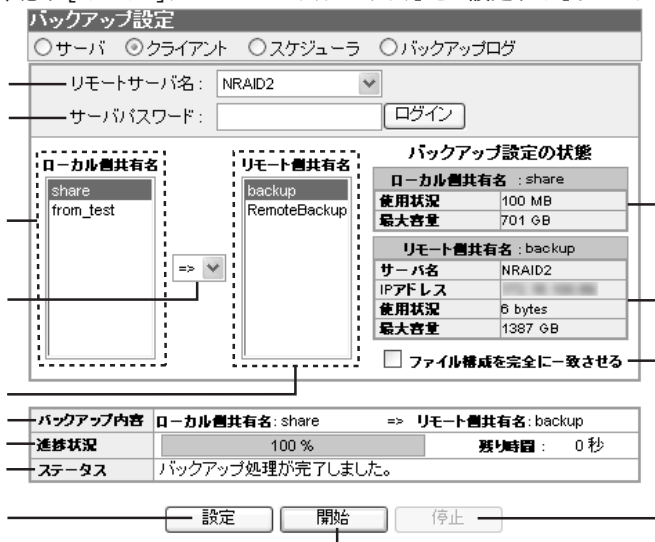 バックアップ設定
サーバ クライアント スケジューラ バックアップログ
リモートサーバ名： NRAID2
サーバパスワード： ログイン
ローカル側共有名
share
from_test
=>
リモート側共有名
backup
RemoteBackup
バックアップ設定の状態
ローカル側共有名 : share
使用状況 100 MB
最大容量 701 GB
リモート側共有名 : backup
サーバ名 NRAID2
IPアドレス
使用状況 6 bytes
最大容量 1387 GB
ファイル構成を完全に一致させる
バックアップ内容 ローカル側共有名: share => リモート側共有名: backup
進捗状況 100 % 残り時間： 0 秒
ステータス バックアップ処理が完了しました。
設定 開始 停止